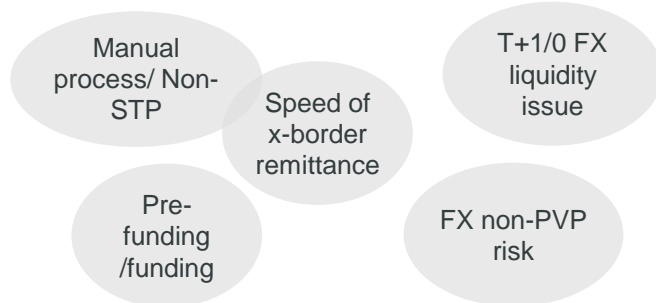 Manual
process/ Non-
STP
Speed of
x-border
remittance
T+1/0 FX
liquidity
issue
Pre-
funding
/funding
FX non-PVP
risk